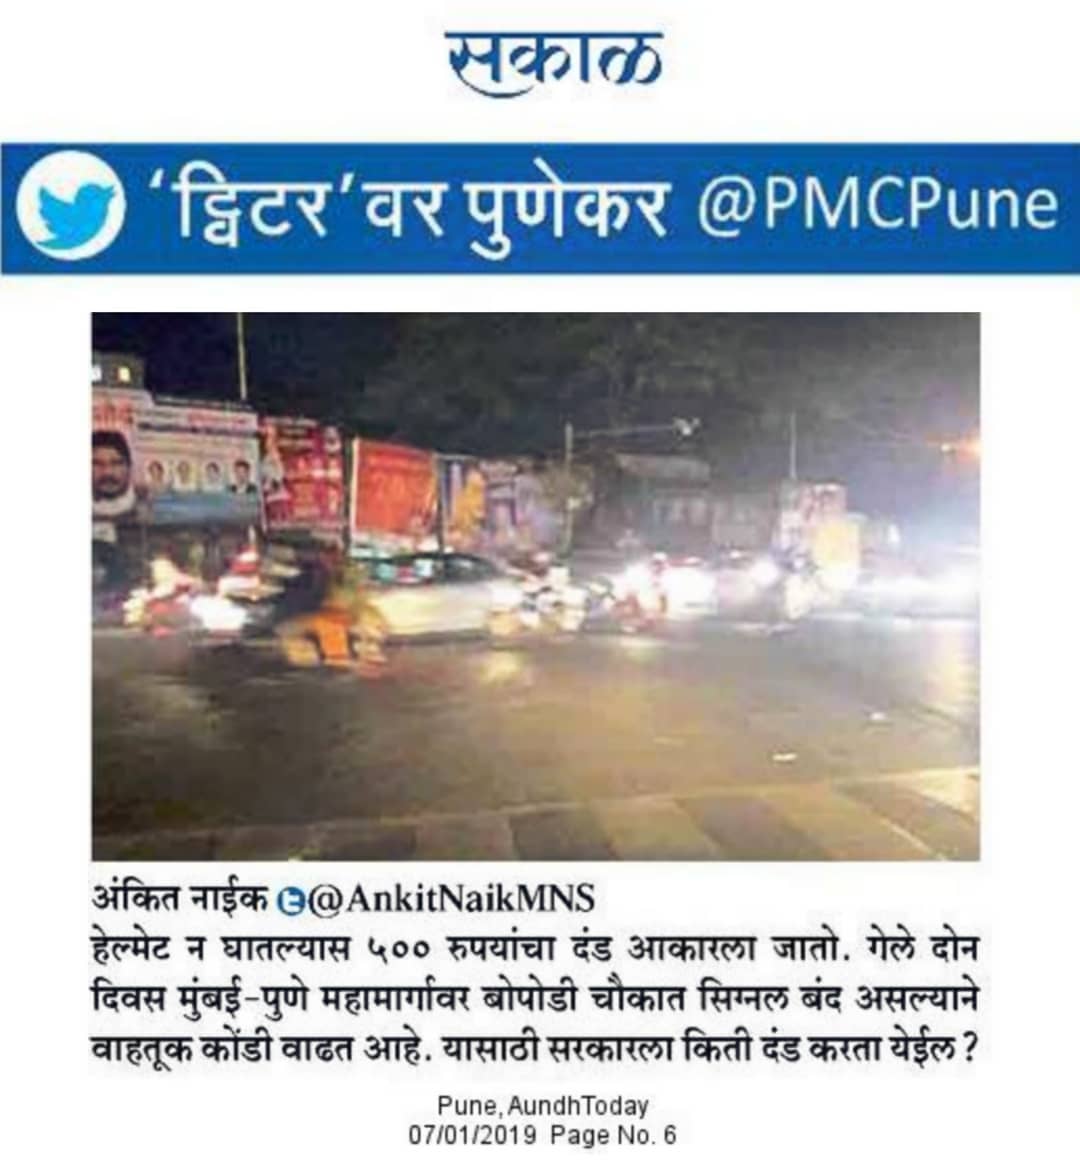 सकाळ
‘ट्विटर’वर पुणेकर @PMCPune
अंकित नाईक @AnkitNaikMNS
हेल्मेट न घातल्यास ५०० रुपयांचा दंड आकारला जातो. गेले दोन
दिवस मुंबई-पुणे महामार्गावर बोपोडी चौकात सिग्नल बंद असल्याने
वाहतूक कोंडी वाढत आहे. यासाठी सरकारला किती दंड करता येईल?
Pune,AundhToday
07/01/2019 Page No. 6